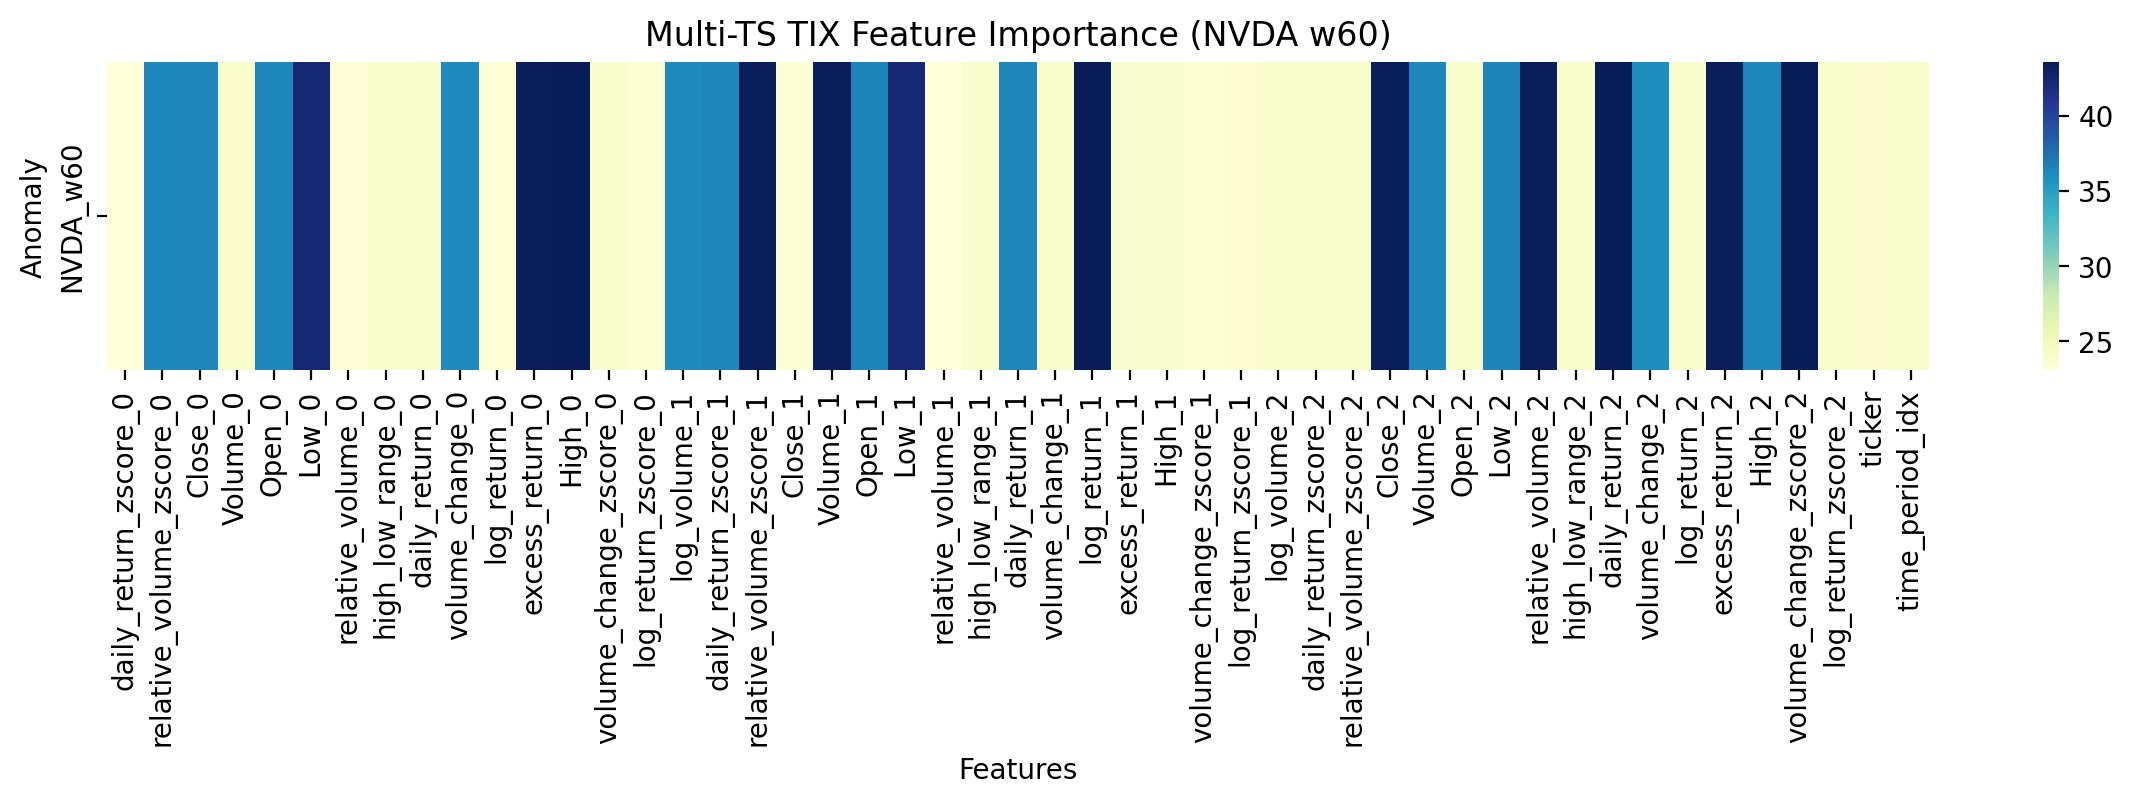 Multi-TS TIX Feature Importance (NVDA w60)
Anomaly
NVDA_w60
40
35
30
25
daily_return_zscore_0
relative_volume_zscore_0
Close_0
Volume_0
Open_0
Low_0
relative_volume_0
high_low_range_0
daily_return_0
volume_change_0
log_return_0
excess_return_0
High_0
volume_change_zscore_0
log_return_zscore_0
log_volume_1
daily_return_zscore_1
relative_volume_zscore_1
Close_1
Volume_1
Open_1
Low_1
relative_volume_1
high_low_range_1
daily_return_1
volume_change_1
log_return_1
excess_return_1
High_1
volume_change_zscore_1
log_return_zscore_1
log_volume_2
daily_return_zscore_2
relative_volume_zscore_2
Close_2
Volume_2
Open_2
Low_2
relative_volume_2
high_low_range_2
daily_return_2
volume_change_2
log_return_2
excess_return_2
High_2
volume_change_zscore_2
log_return_zscore_2
ticker
time_period_idx
Features